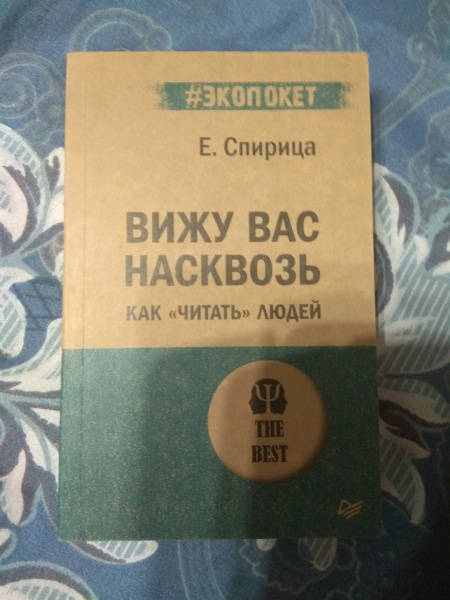 #ЭКОПОКЕТ
Е. Спирица
ВИЖУ ВАС
НАСКВОЗЬ
КАК «ЧИТАТЬ» ЛЮДЕЙ
Ψ
THE
BEST